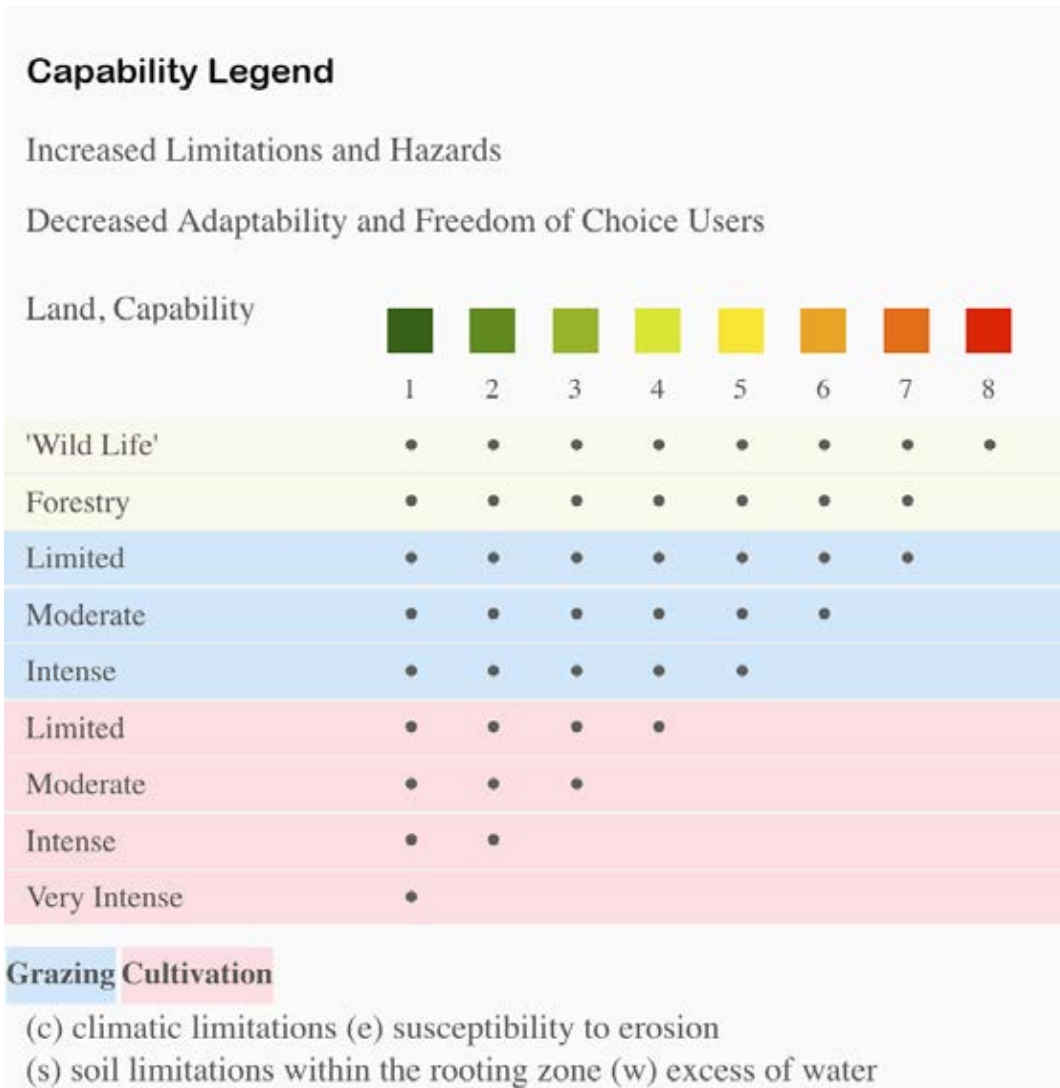 Capability Legend
Increased Limitations and Hazards
Decreased Adaptability and Freedom of Choice Users
Land, Capability
1 2 3 4 5 6 7 8
'Wild Life'
Forestry
Limited
Moderate
Intense
Limited
Moderate
Intense
Very Intense
Grazing Cultivation
(c) climatic limitations (e) susceptibility to erosion
(s) soil limitations within the rooting zone (w) excess of water